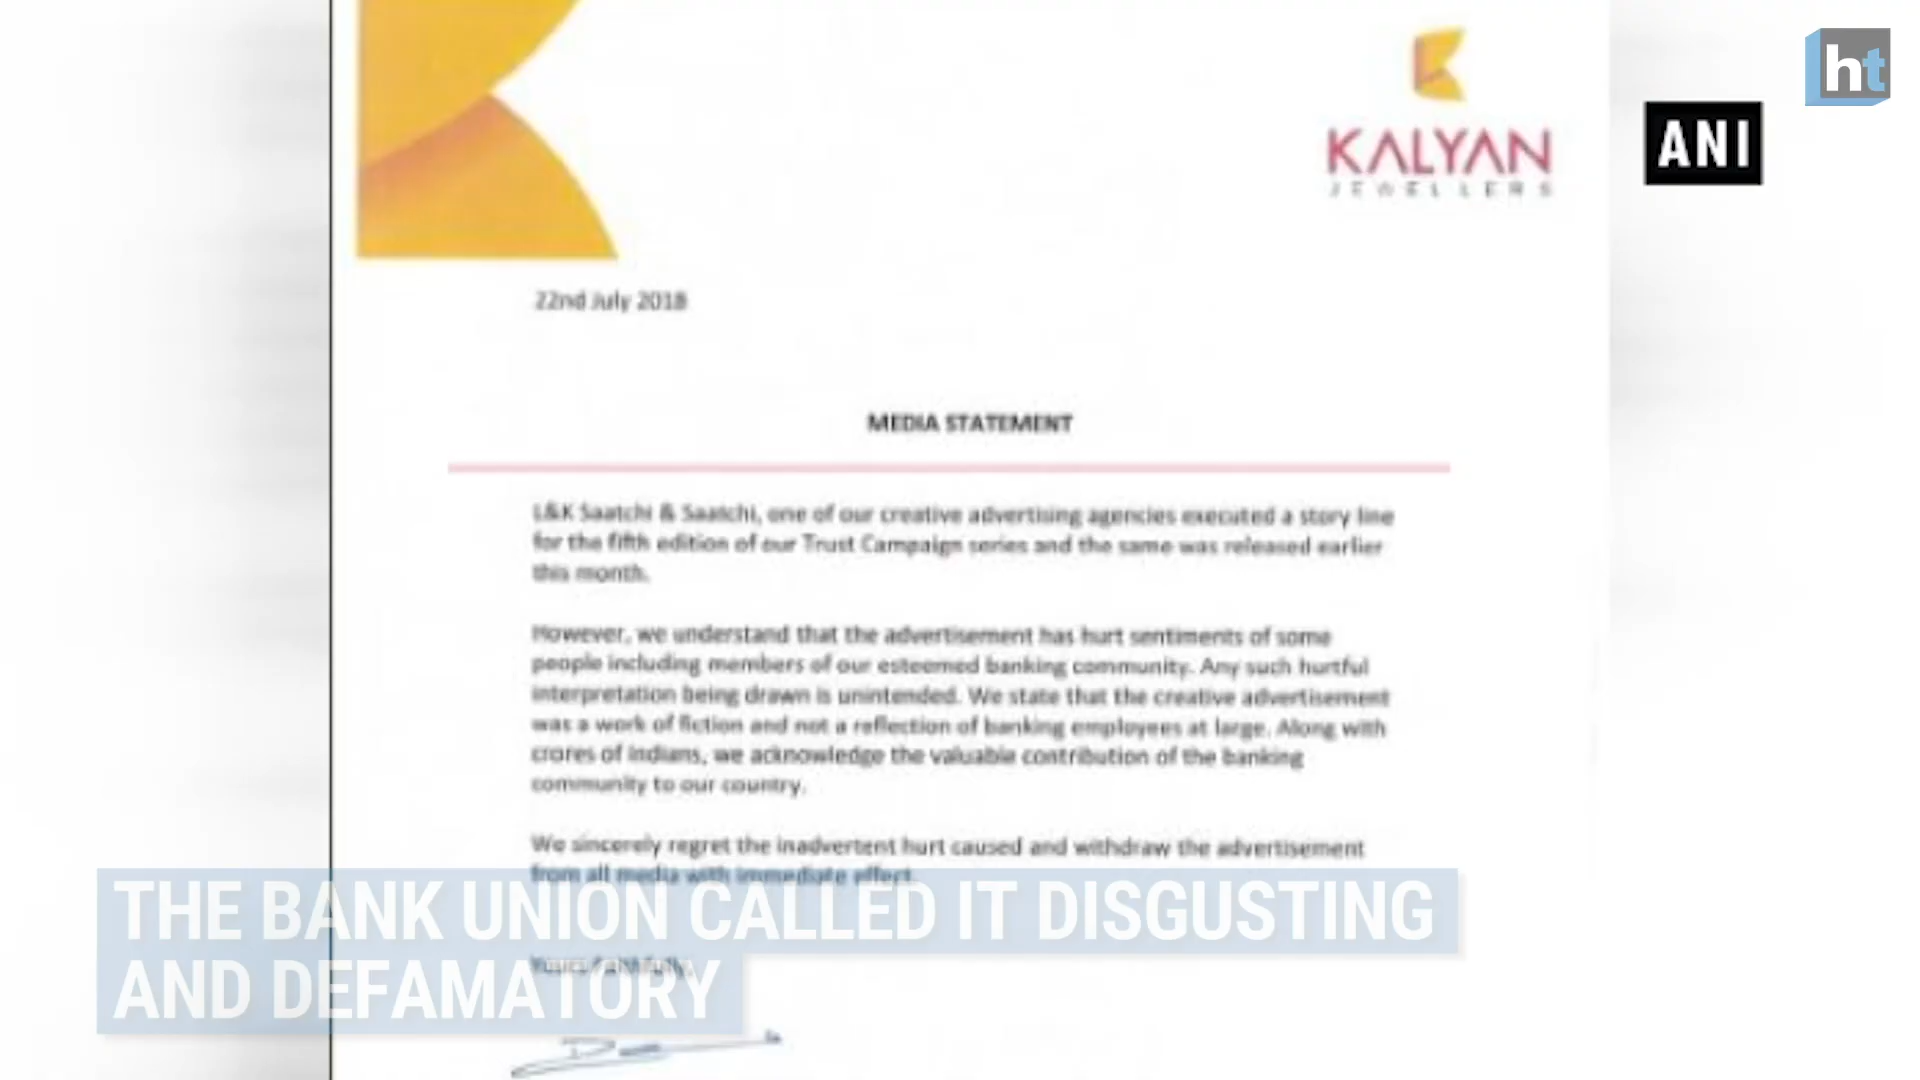 ht
ANI
KALYAN
JEWELLERS
22nd July 2018
MEDIA STATEMENT
L&K Saatchi & Saatchi, one of our creative advertising agencies executed a story line
for the fifth edition of our Trust Campaign series and the same was released earlier
this month.
However, we understand that the advertisement has hurt sentiments of some
people including members of our esteemed banking community. Any such hurtful
interpretation being drawn is unintended. We state that the creative advertisement
was a work of fiction and not a reflection of banking employees at large. Along with
crores of Indians, we acknowledge the valuable contribution of the banking
community to our country.
We sincerely regret the inadvertent hurt caused and withdraw the advertisement
from all media with immediate effect.
THE BANK UNION CALLED IT DISGUSTING
AND DEFAMATORY
Yours faithfully,